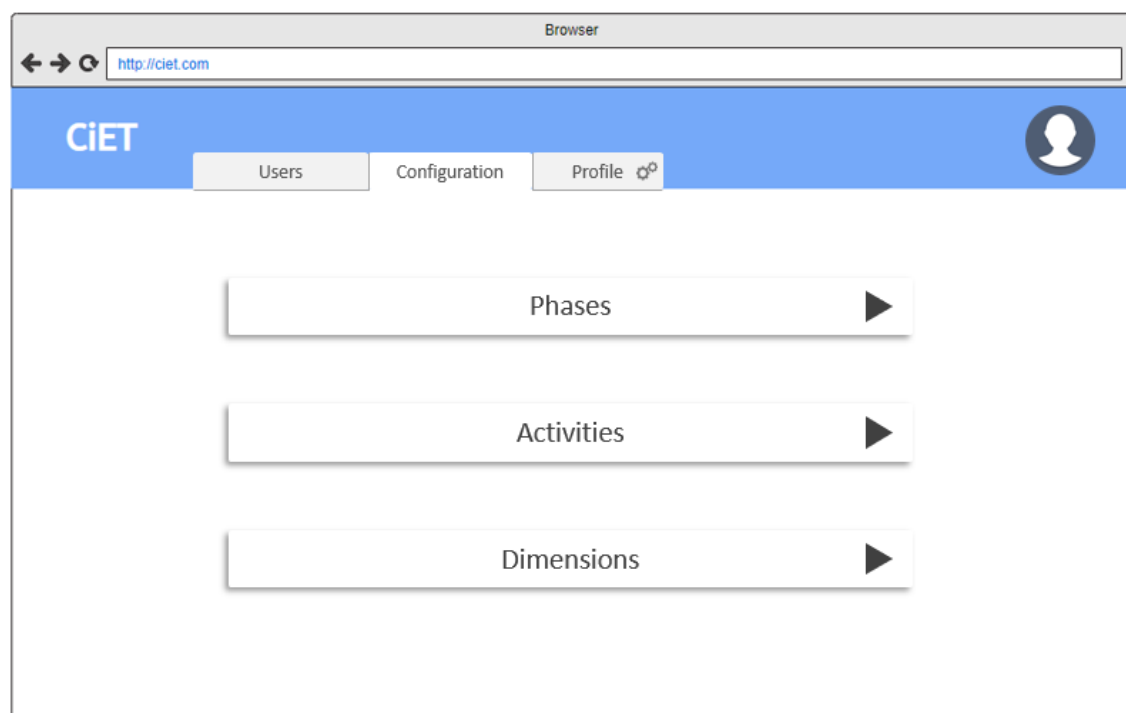 Browser
http://ciet.com
CiET
Users Configuration Profile
Phases
Activities
Dimensions